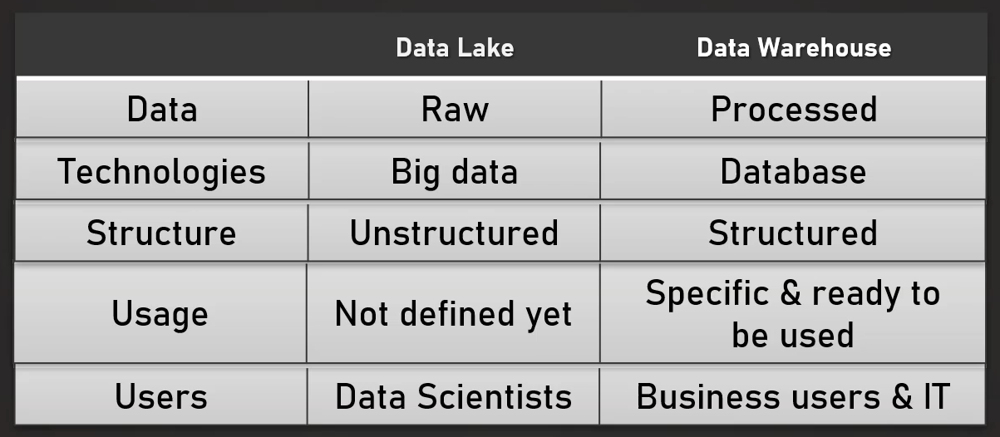 Data Lake Data Warehouse
Data Raw Processed
Technologies Big data Database
Structure Unstructured Structured
Usage Not defined yet Specific & ready to
be used
Users Data Scientists Business users & IT